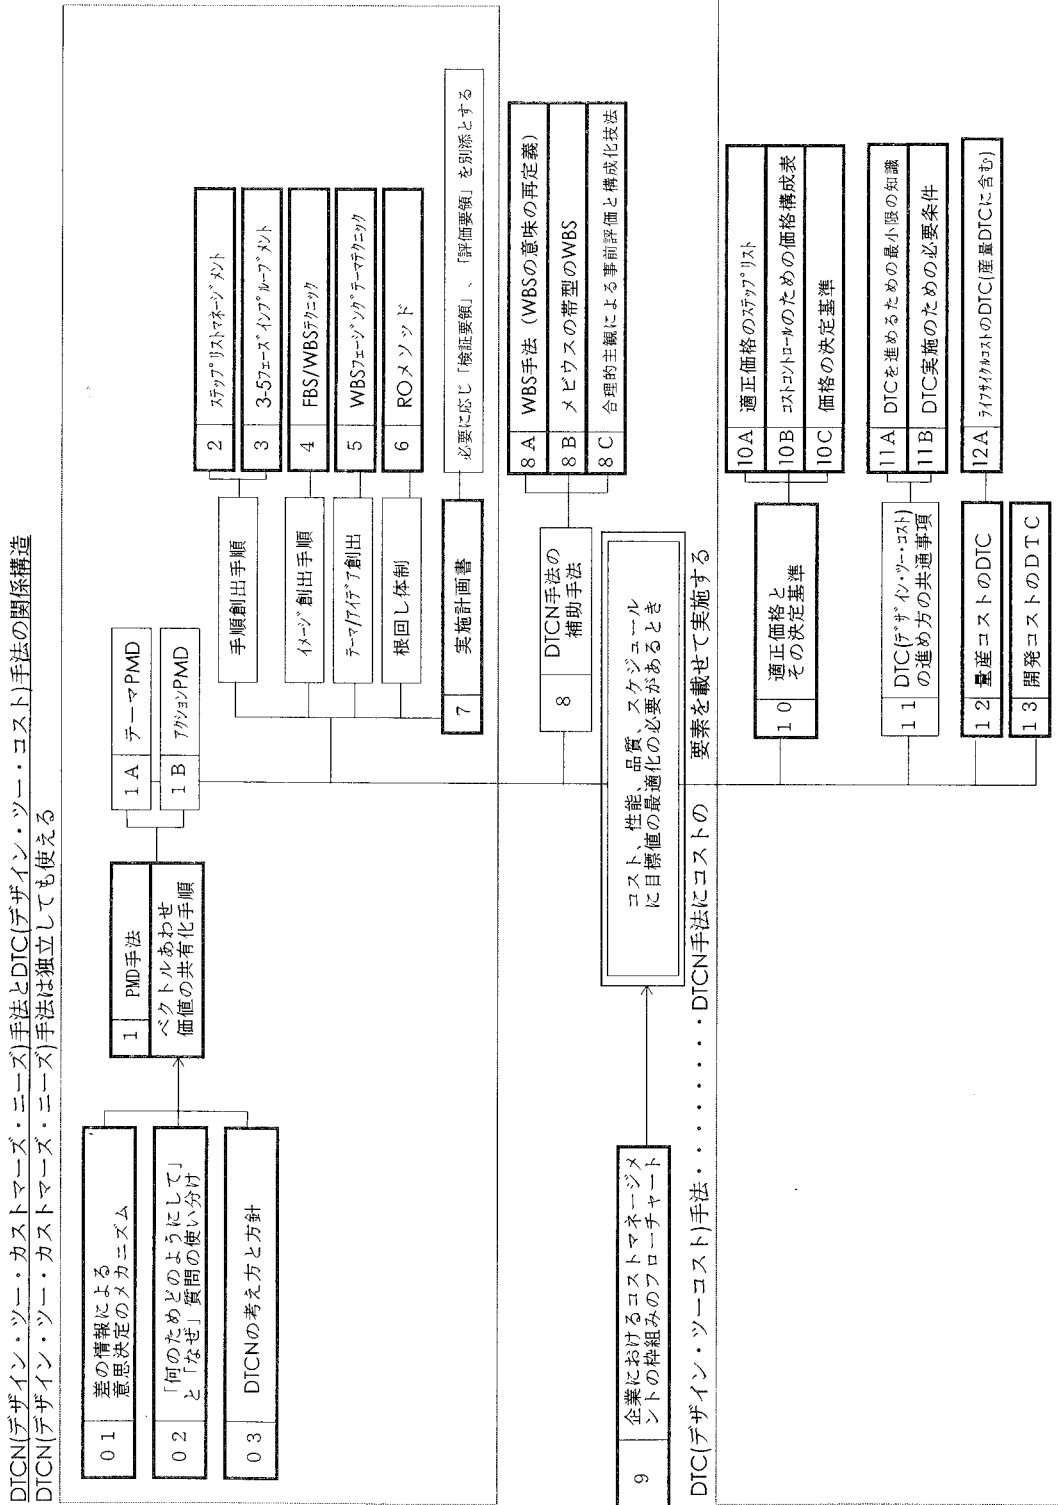 DTCN(デザイン・ツー・カストマーズ・ニーズ)手法とDTC(デザイン・ツー・コスト)手法の関係構造
DTCN(デザイン・ツー・カストマーズ・ニーズ)手法は独立しても使える
01
差の情報による
意思決定のメカニズム
02
「何のためどのようにして」
と「なぜ」質問の使い分け
03
DTCNの考え方と方針
1
PMD手法
ベクトルあわせ
価値の共有化手順
1A
テーマPMD
1B
アクションPMD
手順創出手順
2
ステップリストマネージメント
3
3-5フェーズインプルーブメント
イメージ創出手順
4
FBS/WBSテクニック
テーマ/アイデア創出
5
WBSフェージングテーマテクニック
根回し体制
6
ROメソッド
7
実施計画書
必要に応じ「検証要領」、「評価要領」を別添とする
8
DTCN手法の
補助手法
8A
WBS手法(WBSの意味の再定義)
8B
メビウスの帯型のWBS
8C
合理的主観による事前評価と構成化技法
9
企業におけるコストマネージメ
ントの枠組みのフローチャート
コスト、性能、品質、スケジュール
に目標値の最適化の必要があるとき
DTC(デザイン・ツーコスト)手法・・・・・・・・DTCN手法にコストの要素を載せて実施する
10
適正価格と
その決定基準
10A
適正価格のステップリスト
10B
コストコントロールのための価格構成表
10C
価格の決定基準
11
DTC(デザイン・ツー・コスト)
の進め方の共通事項
11A
DTCを進めるための最小限の知識
11B
DTC実施のための必要条件
12
量産コストのDTC
12A
ライフサイクルコストのDTC(産量DTCに含む)
13
開発コストのDTC